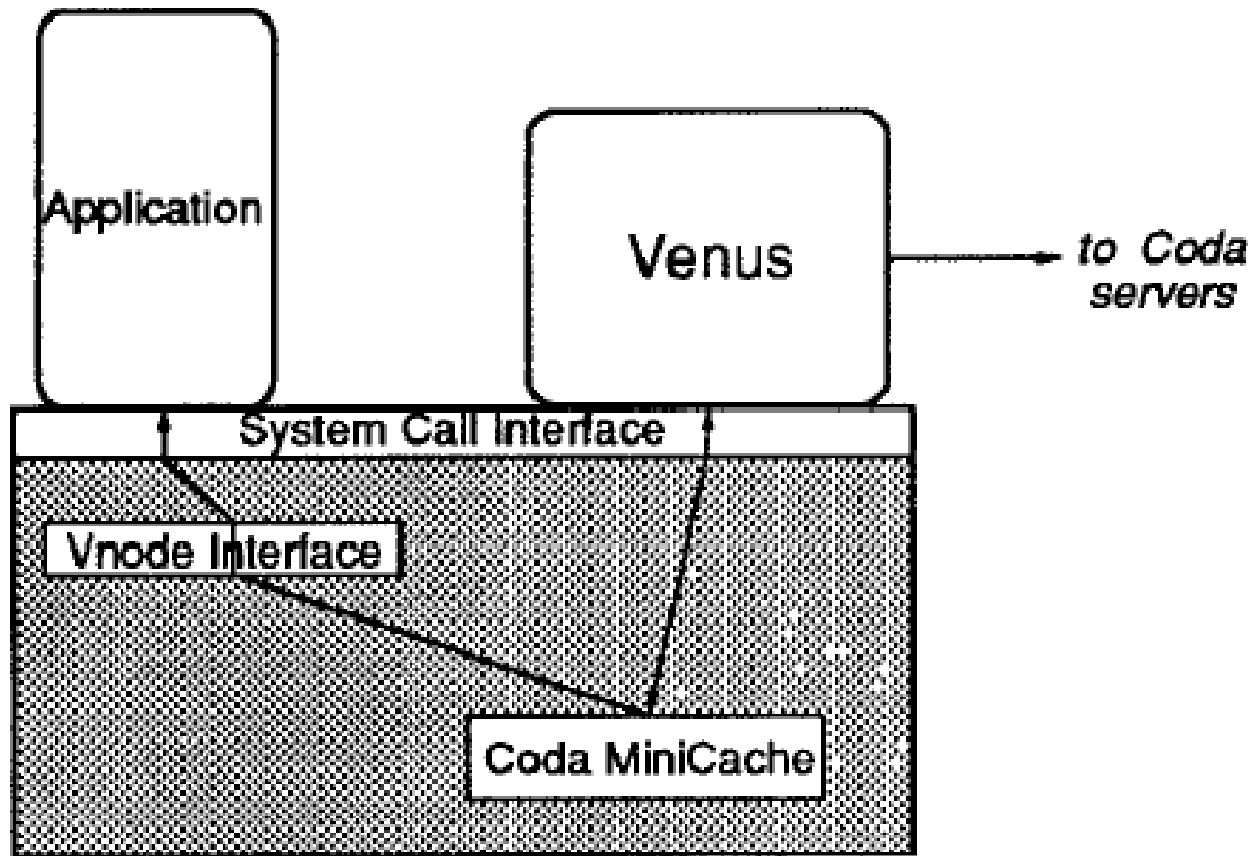 Application
Venus
to Coda
servers
System Call Interface
Vnode Interface
Coda MiniCache